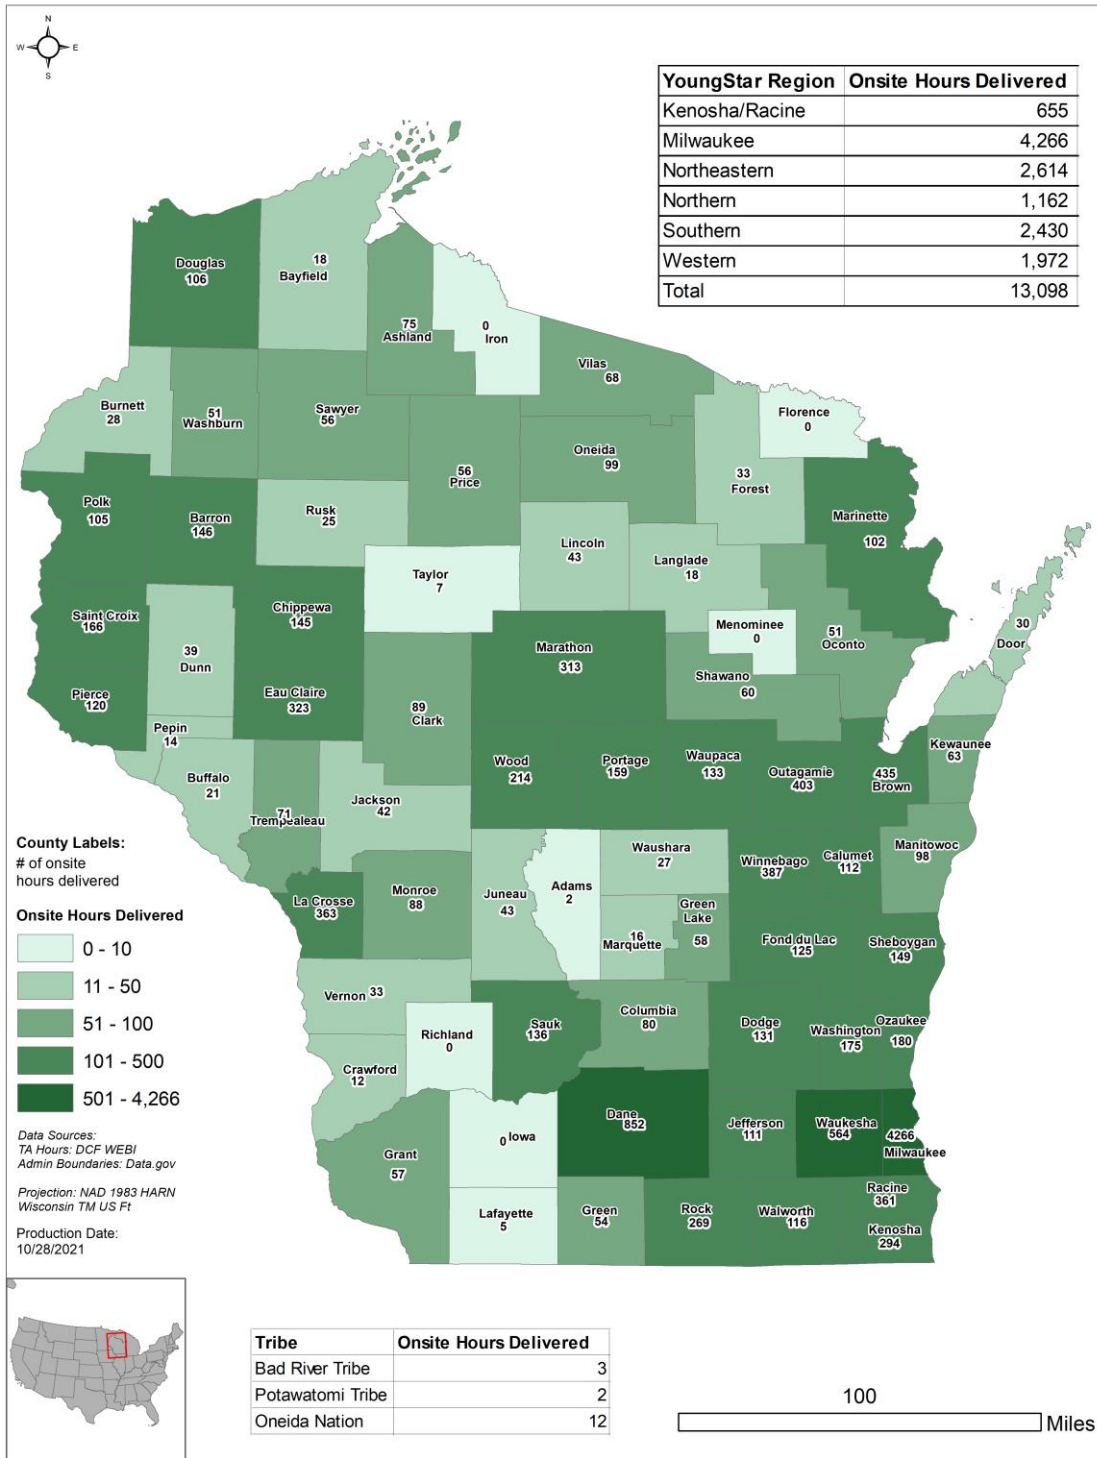 N
W E
S
YoungStar Region Onsite Hours Delivered
Kenosha/Racine 655
Milwaukee 4,266
Northeastern 2,614
Northern 1,162
Southern 2,430
Western 1,972
Total 13,098
Douglas
106
18
Bayfield
75
Ashland
0
Iron
Vilas
68
Florence
0
Burnett
28
51
Washburn
Sawyer
56
56
Price
Oneida
99
33
Forest
Marinette
102
Polk
105
Barron
146
Rusk
25
Lincoln
43
Langlade
18
Taylor
7
Saint Croix
166
39
Dunn
Chippewa
145
Menominee
0
51
Oconto
30
Door
Marathon
313
Shawano
60
Pierce
120
Eau Claire
323
89
Clark
Pepin
14
Buffalo
21
Wood
214
Portage
159
Waupaca
133
Outagamie
403
435
Brown
Kewaunee
63
71
Trempealeau
Jackson
42
Waushara
27
Winnebago
387
Calumet
112
Manitowoc
98
La Crosse
363
Monroe
88
Juneau
43
Adams
2
16
Marquette
Green
Lake
58
Fond du Lac
125
Sheboygan
149
Vernon 33
Richland
0
Sauk
136
Columbia
80
Dodge
131
Washington
175
Ozaukee
180
Crawford
12
Grant
57
0 Iowa
Dane
852
Jefferson
111
Waukesha
564
4266
Milwaukee
Lafayette
5
Green
54
Rock
269
Walworth
116
Racine
361
Kenosha
294
County Labels:
# of onsite
hours delivered
Onsite Hours Delivered
0 - 10
11 - 50
51 - 100
101 - 500
501 - 4,266
Data Sources:
TA Hours: DCF WEBI
Admin Boundaries: Data.gov
Projection: NAD 1983 HARN
Wisconsin TM US Ft
Production Date:
10/28/2021
Tribe Onsite Hours Delivered
Bad River Tribe 3
Potawatomi Tribe 2
Oneida Nation 12
100
Miles